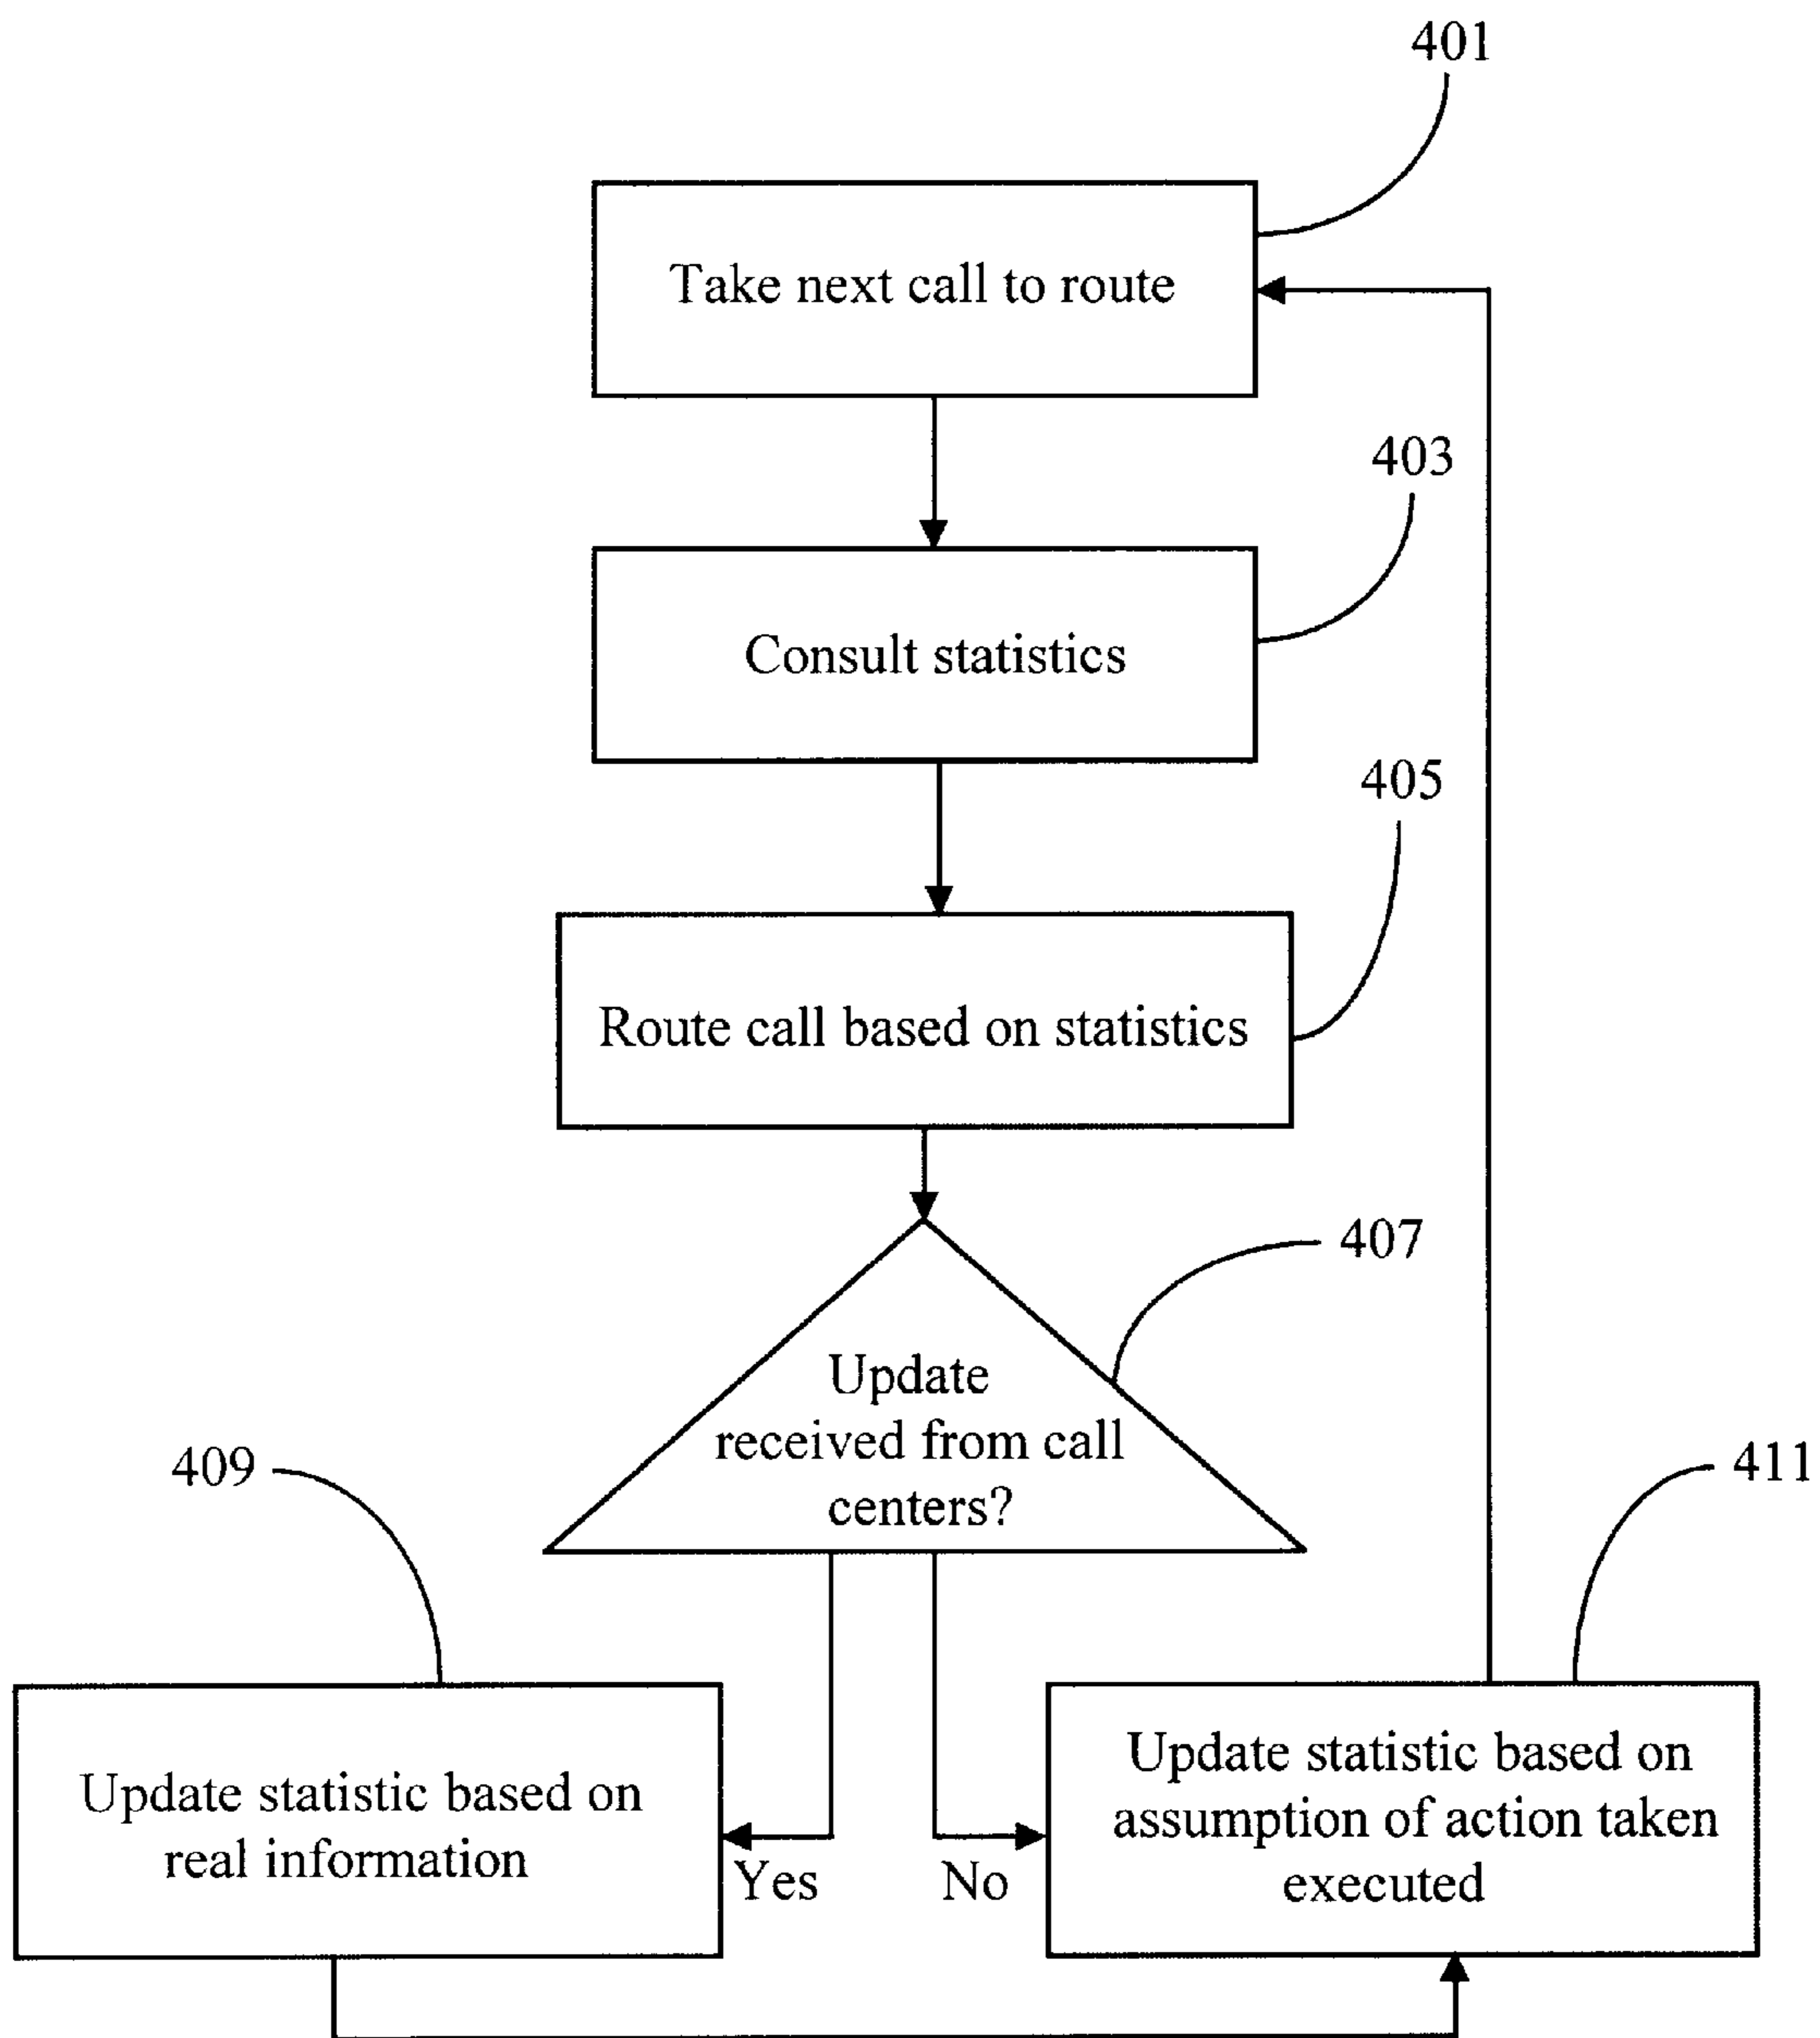 401
Take next call to route
403
Consult statistics
405
Route call based on statistics
407
Update
received from call
centers?
409
411
Update statistic based on
real information
Yes
No
Update statistic based on
assumption of action taken
executed